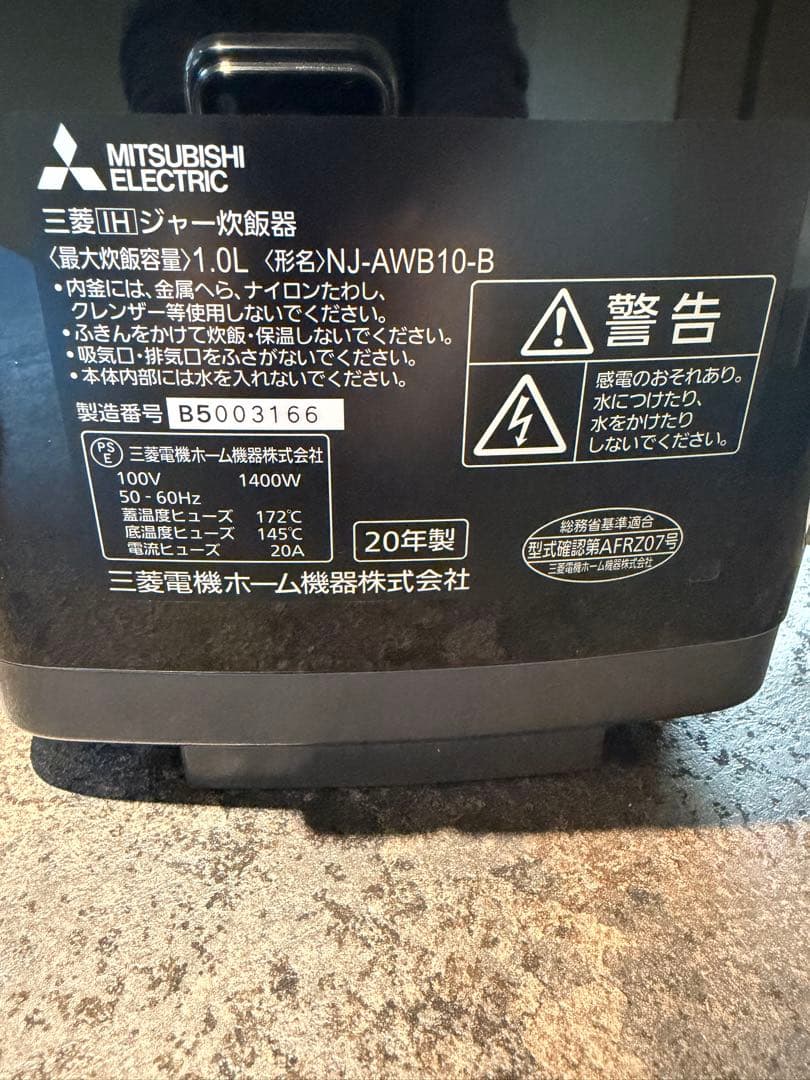 MITSUBISHI
ELECTRIC
三菱IHジャー炊飯器
〈最大炊飯容量〉1.0L 〈形名〉NJ-AWB10-B
・内釜には、金属へら、ナイロンたわし、
クレンザー等使用しないでください。
・ふきんをかけて炊飯・保温しないでください。
・吸気口・排気口をふさがないでください。
・本体内部には水を入れないでください。
製造番号 B5003166
PSE 三菱電機ホーム機器株式会社
100V 1400W
50-60Hz
蓋温度ヒューズ 172℃
底温度ヒューズ 145℃
電流ヒューズ 20A
20年製
三菱電機ホーム機器株式会社
警告
感電のおそれあり。
水につけたり、
水をかけたり
しないでください。
総務省基準適合
型式確認第AFRZ07号
三菱電機ホーム機器株式会社